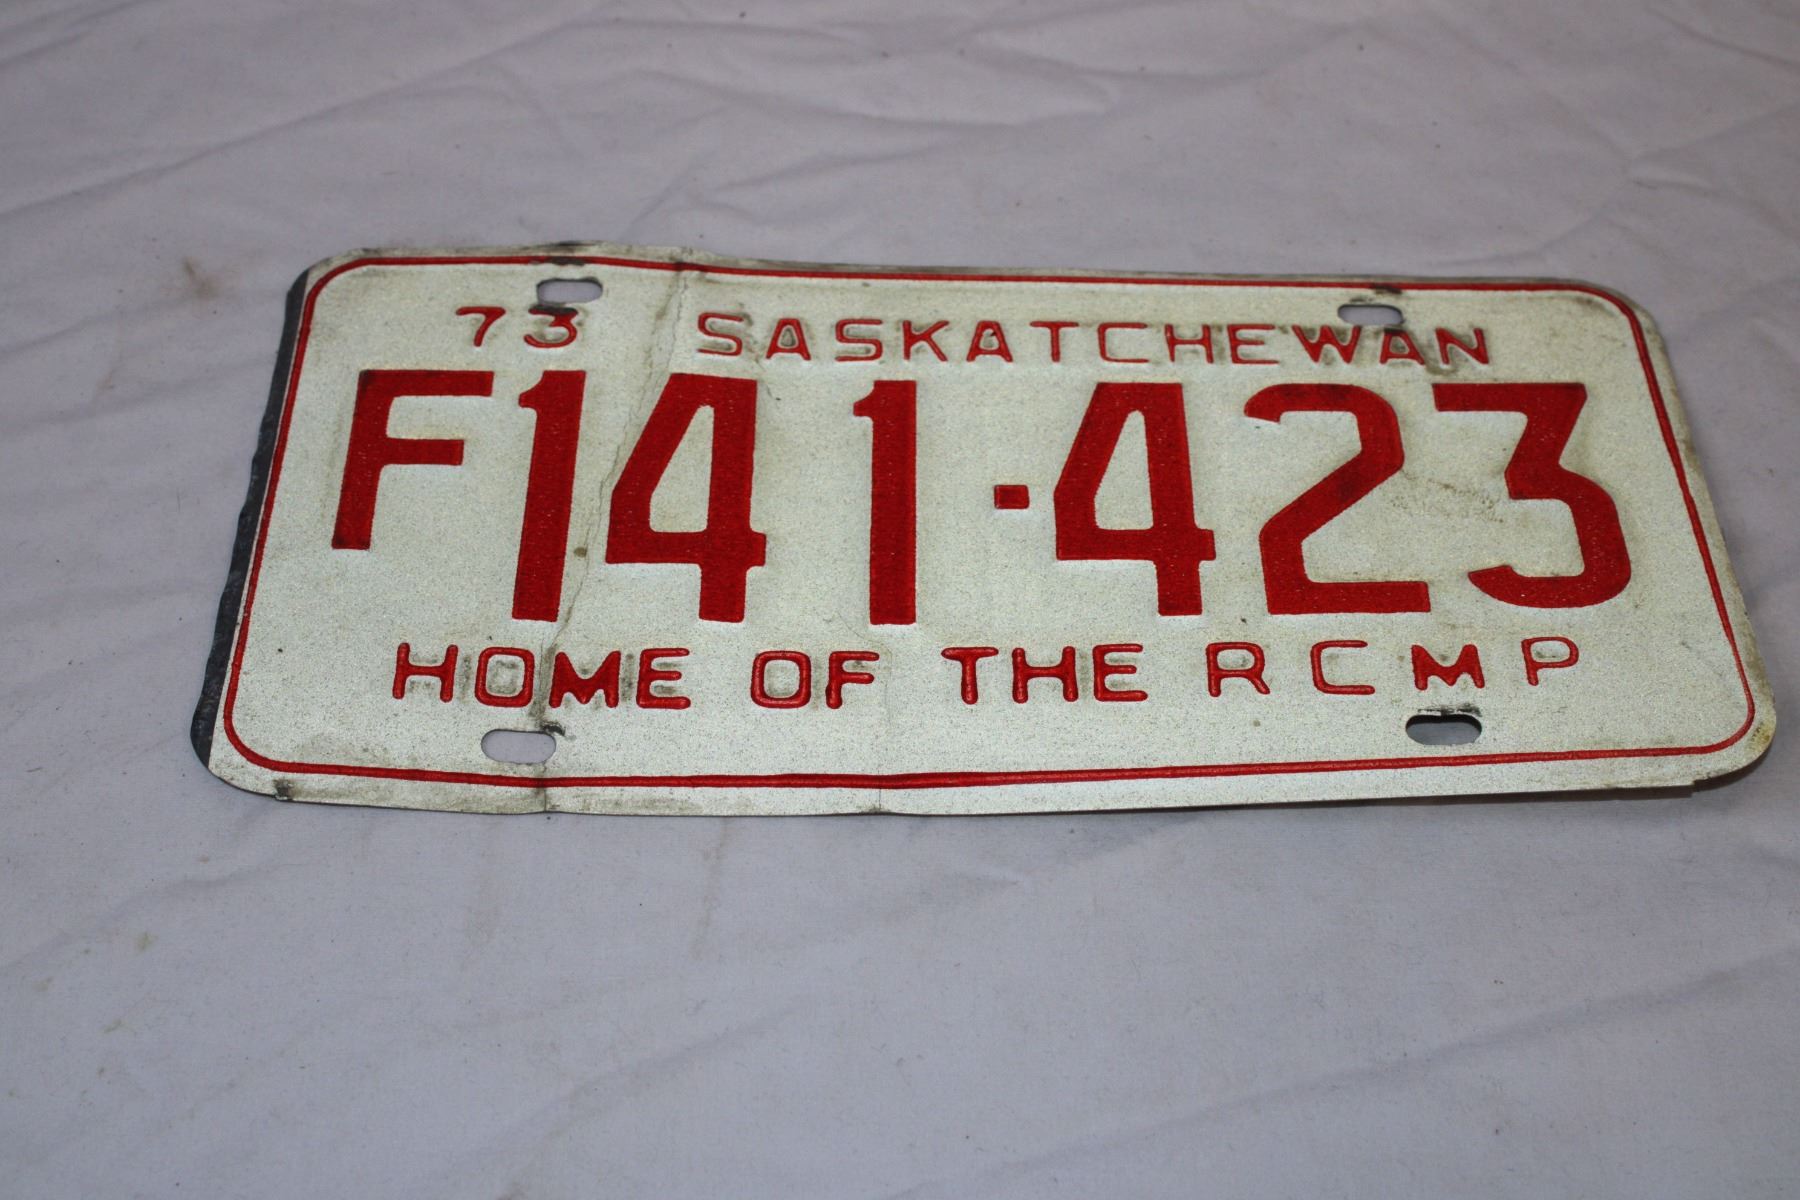 73 SASKATCHEWAN
F141·423
HOME OF THE RCMP